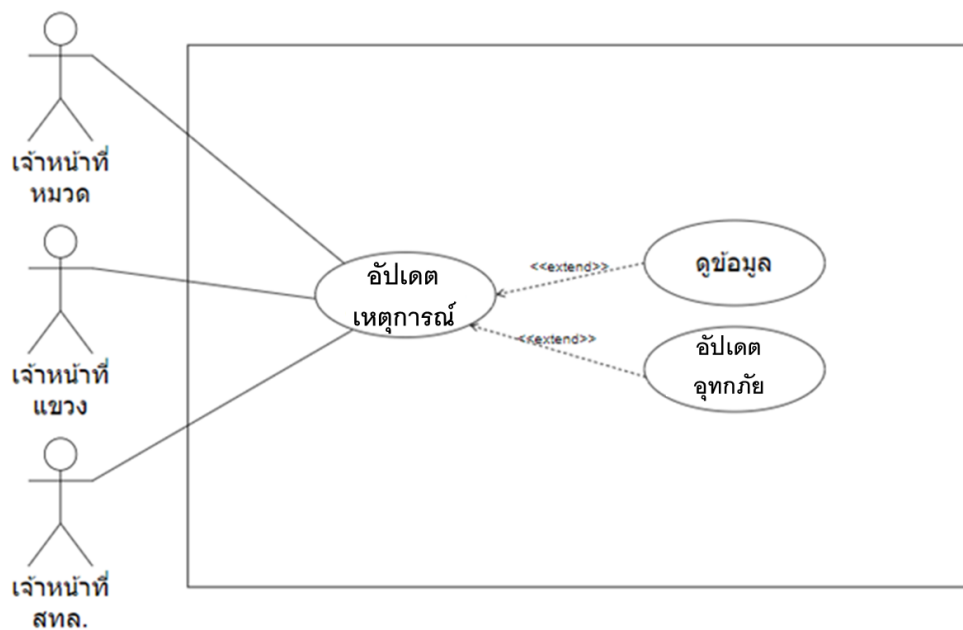 เจ้าหน้าที่
หมวด
เจ้าหน้าที่
แขวง
เจ้าหน้าที่
สทล.
อัปเดต
เหตุการณ์
<<extend>>
<<extend>>
ดูข้อมูล
อัปเดต
อุทกภัย